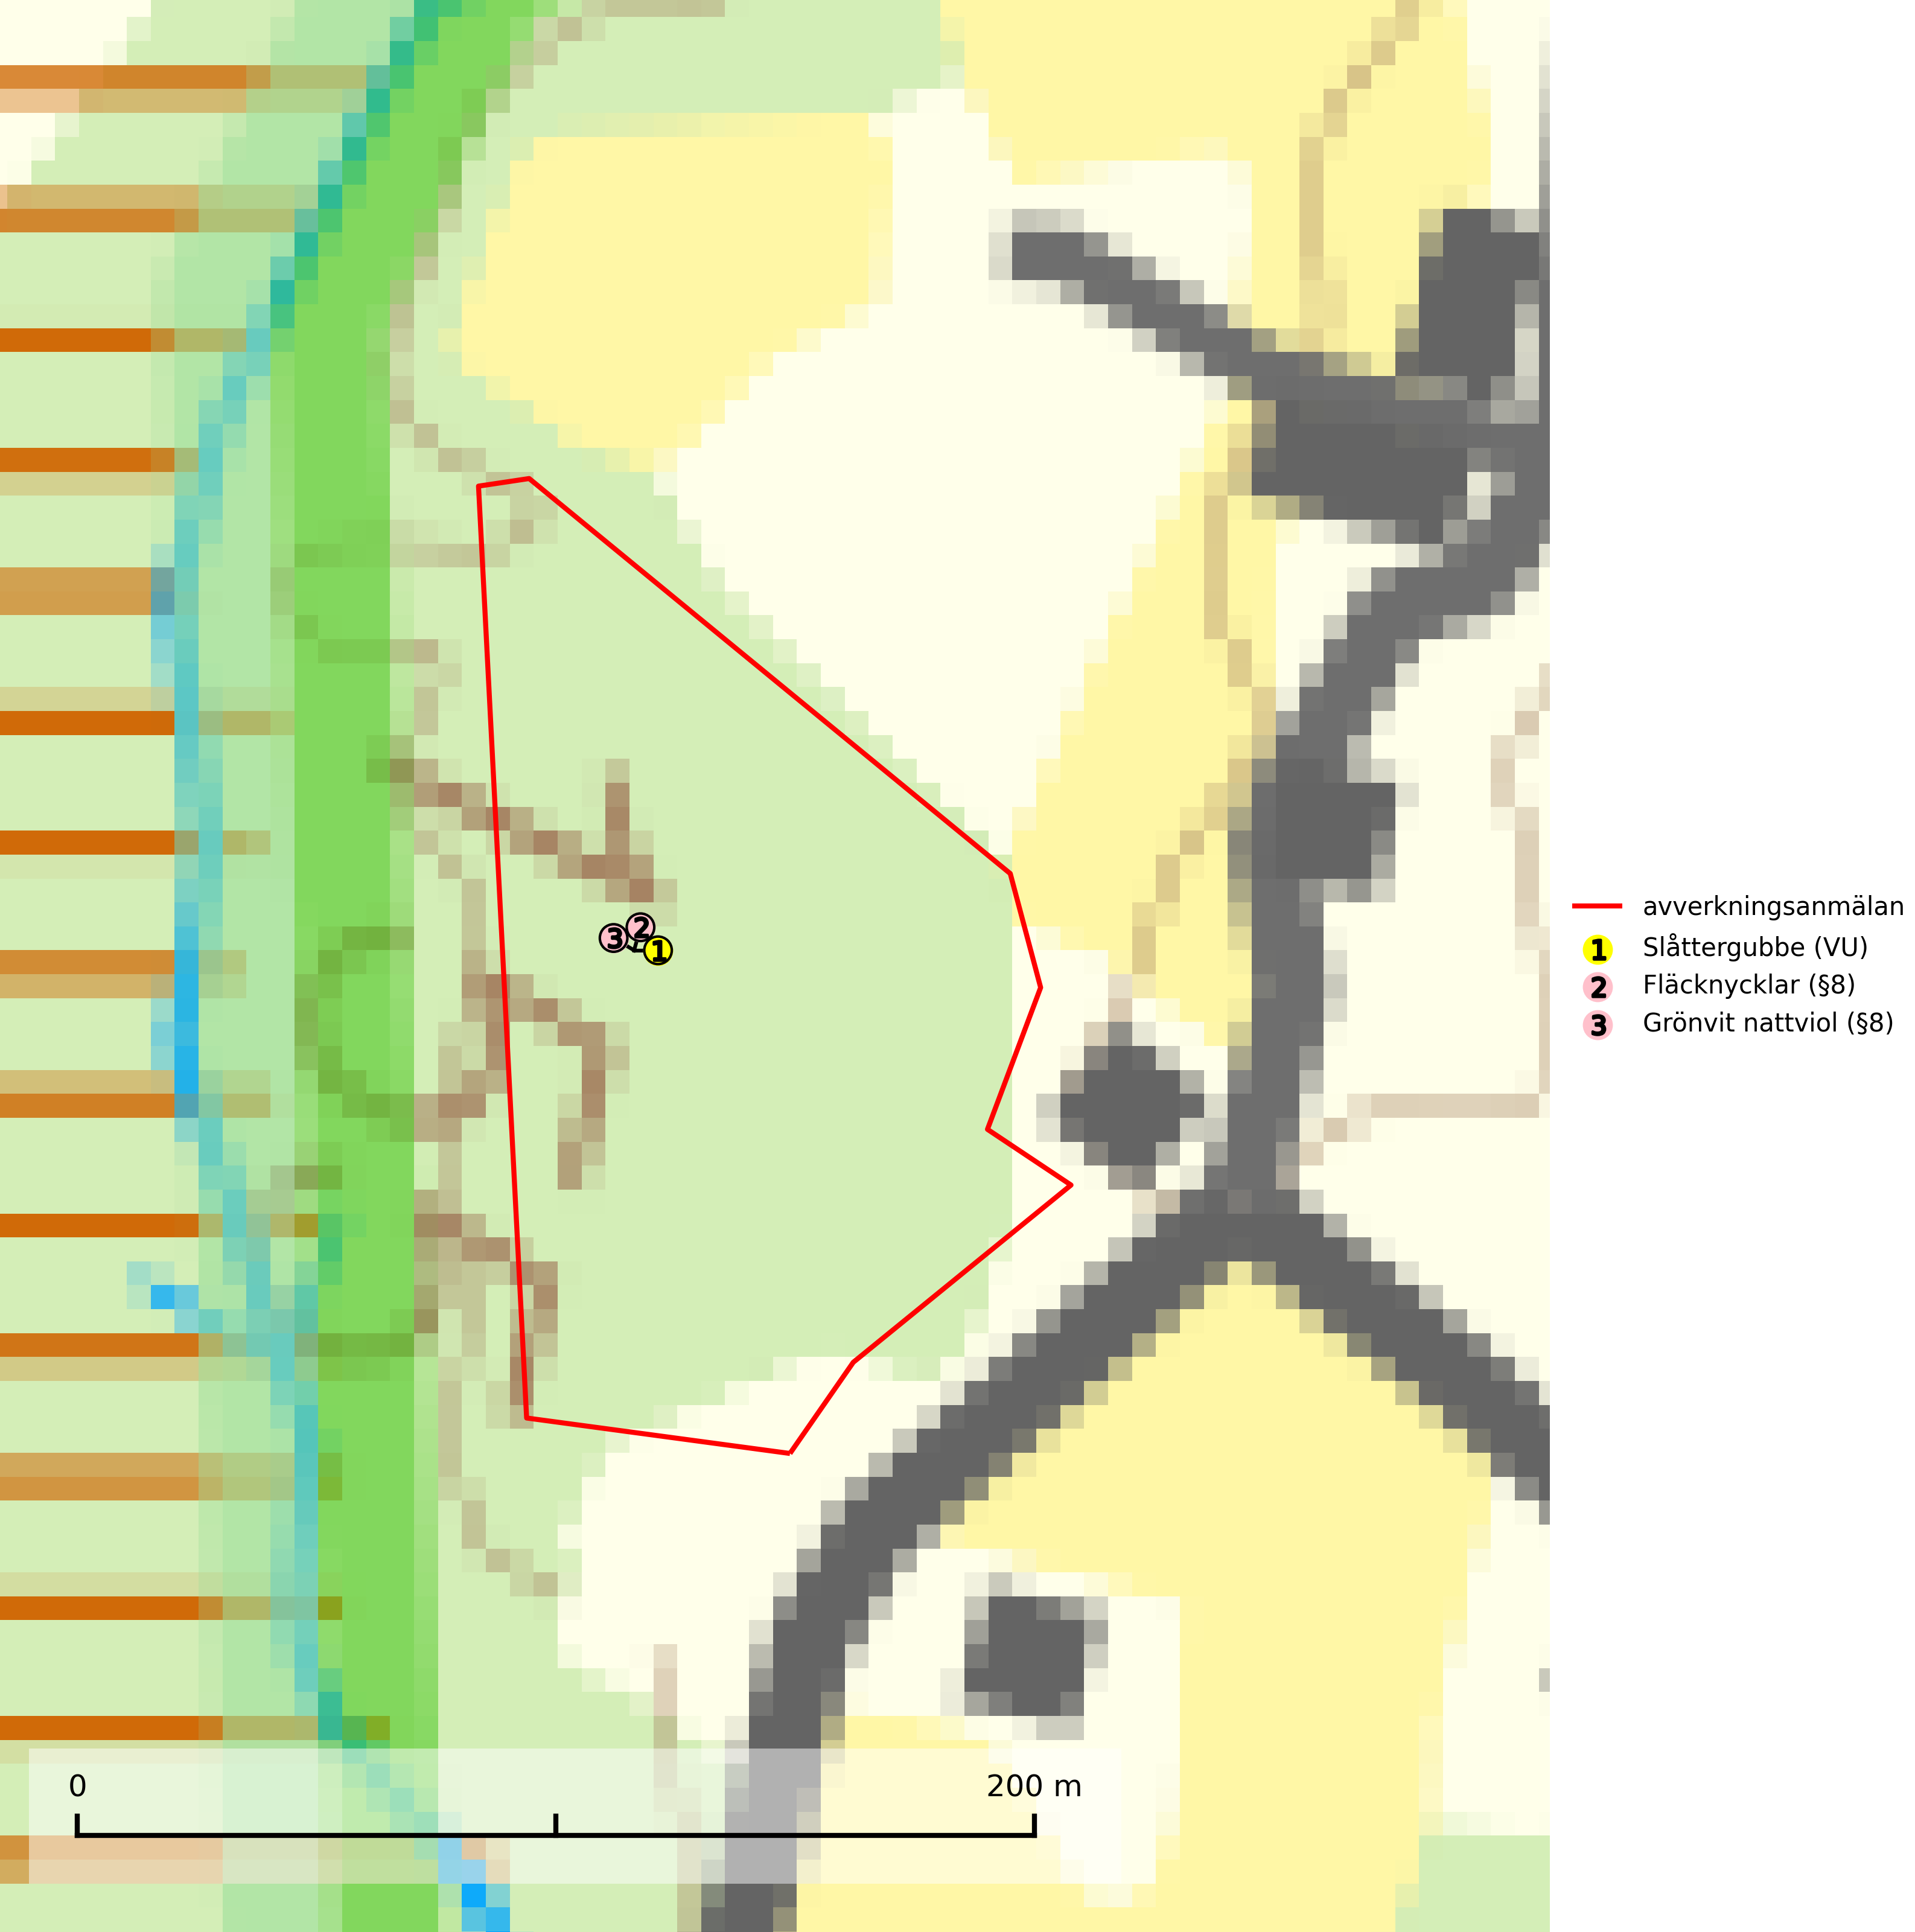 3 2 1
avverkningsanmälan
1 Slåttergubbe (VU)
2 Fläcknycklar (§8)
3 Grönvit nattviol (§8)
0 200 m